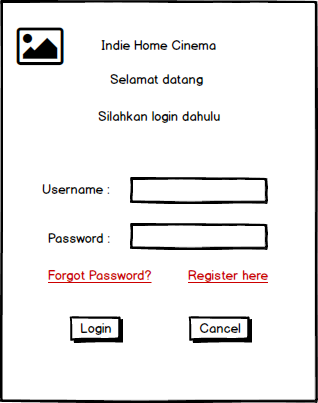 Indie Home Cinema
Selamat datang
Silahkan login dahulu
Username :
Password :
Forgot Password? Register here
Login Cancel